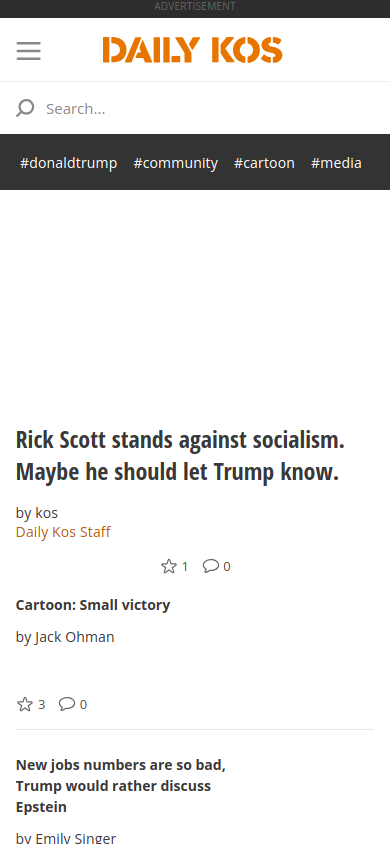 ADVERTISEMENT
DAILY KOS
Search...
#donaldtrump #community #cartoon #media
Rick Scott stands against socialism.
Maybe he should let Trump know.
by kos
Daily Kos Staff
1 0
Cartoon: Small victory
by Jack Ohman
3 0
New jobs numbers are so bad,
Trump would rather discuss
Epstein
by Emily Singer